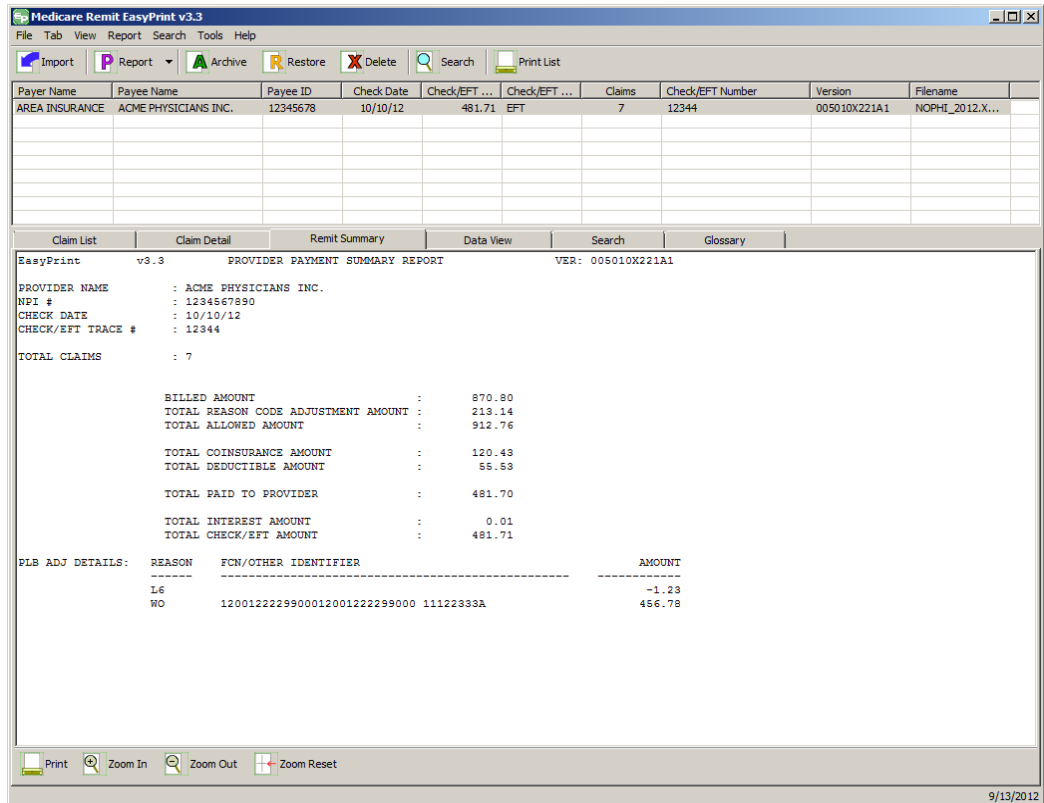 EP Medicare Remit EasyPrint v3.3
File Tab View Report Search Tools Help
Import P Report A Archive R Restore X Delete Search Print List
Payer Name Payee Name Payee ID Check Date Check/EFT ... Check/EFT ... Claims Check/EFT Number Version Filename
AREA INSURANCE ACME PHYSICIANS INC. 12345678 10/10/12 481.71 EFT 7 12344 005010X221A1 NOPHI_2012.X...
Claim List Claim Detail Remit Summary Data View Search Glossary
EasyPrint v3.3 PROVIDER PAYMENT SUMMARY REPORT VER: 005010X221A1
PROVIDER NAME : ACME PHYSICIANS INC.
NPI # : 1234567890
CHECK DATE : 10/10/12
CHECK/EFT TRACE # : 12344
TOTAL CLAIMS : 7
BILLED AMOUNT : 870.80
TOTAL REASON CODE ADJUSTMENT AMOUNT : 213.14
TOTAL ALLOWED AMOUNT : 912.76
TOTAL COINSURANCE AMOUNT : 120.43
TOTAL DEDUCTIBLE AMOUNT : 55.53
TOTAL PAID TO PROVIDER : 481.70
TOTAL INTEREST AMOUNT : 0.01
TOTAL CHECK/EFT AMOUNT : 481.71
PLB ADJ DETAILS: REASON FCN/OTHER IDENTIFIER AMOUNT
------ -------------------------------------------------- ------------
L6 -1.23
WO 1200122229900012001222299000 11122333A 456.78
Print Zoom In Zoom Out Zoom Reset
9/13/2012